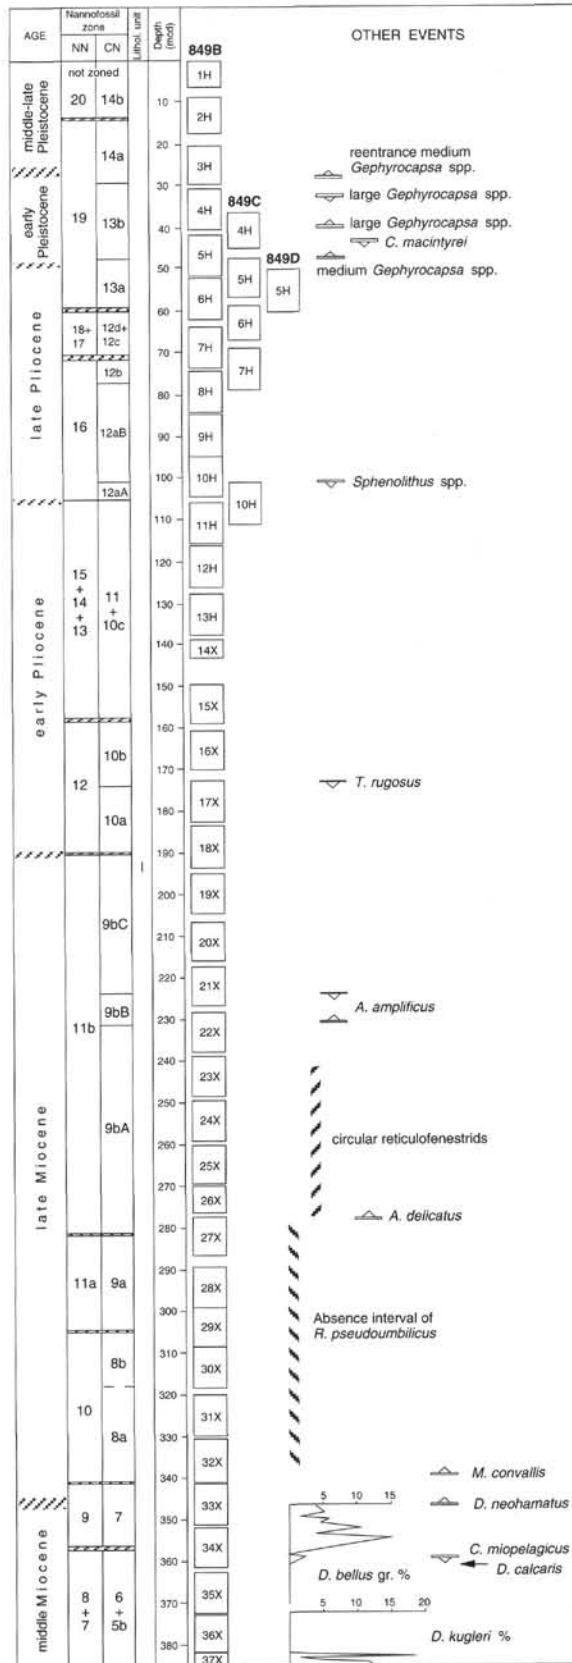 AGE
Nannofossil
zone
NN
CN
Lithol. unit
Depth
(mcd)
OTHER EVENTS
849B
not zoned
20
14b
middle-late
Pleistocene
14a
19
13b
early
Pleistocene
13a
18+
17
12d+
12c
12b
late Pliocene
16
12aB
12aA
15
+
14
+
13
11
+
10c
early Pliocene
12
10b
10a
I
11b
9bC
9bB
9bA
late Miocene
11a
9a
10
8b
8a
9
7
middle Miocene
8
+
7
6
+
5b
10
20
30
40
50
60
70
80
90
100
110
120
130
140
150
160
170
180
190
200
210
220
230
240
250
260
270
280
290
300
310
320
330
340
350
360
370
380
1H
2H
3H
4H
5H
6H
7H
8H
9H
10H
11H
12H
13H
14X
15X
16X
17X
18X
19X
20X
21X
22X
23X
24X
25X
26X
27X
28X
29X
30X
31X
32X
33X
34X
35X
36X
37X
849C
4H
5H
6H
7H
10H
849D
5H
reentrance medium
Gephyrocapsa spp.
large Gephyrocapsa spp.
large Gephyrocapsa spp.
C. macintyrei
medium Gephyrocapsa spp.
Sphenolithus spp.
T. rugosus
A. amplificus
circular reticulofenestrids
A. delicatus
Absence interval of
R. pseudoumbilicus
M. convallis
5 10 15
D. neohamatus
C. miopelagicus
D. calcaris
D. bellus gr. %
5 10 15 20
D. kugleri %